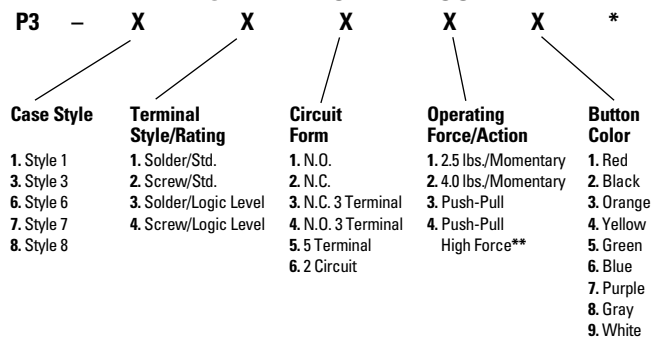 P3 – X X X X X *
Case Style
1. Style 1
3. Style 3
6. Style 6
7. Style 7
8. Style 8
Terminal
Style/Rating
1. Solder/Std.
2. Screw/Std.
3. Solder/Logic Level
4. Screw/Logic Level
Circuit
Form
1. N.O.
2. N.C.
3. N.C. 3 Terminal
4. N.O. 3 Terminal
5. 5 Terminal
6. 2 Circuit
Operating
Force/Action
1. 2.5 lbs./Momentary
2. 4.0 lbs./Momentary
3. Push-Pull
4. Push-Pull
High Force**
Button
Color
1. Red
2. Black
3. Orange
4. Yellow
5. Green
6. Blue
7. Purple
8. Gray
9. White